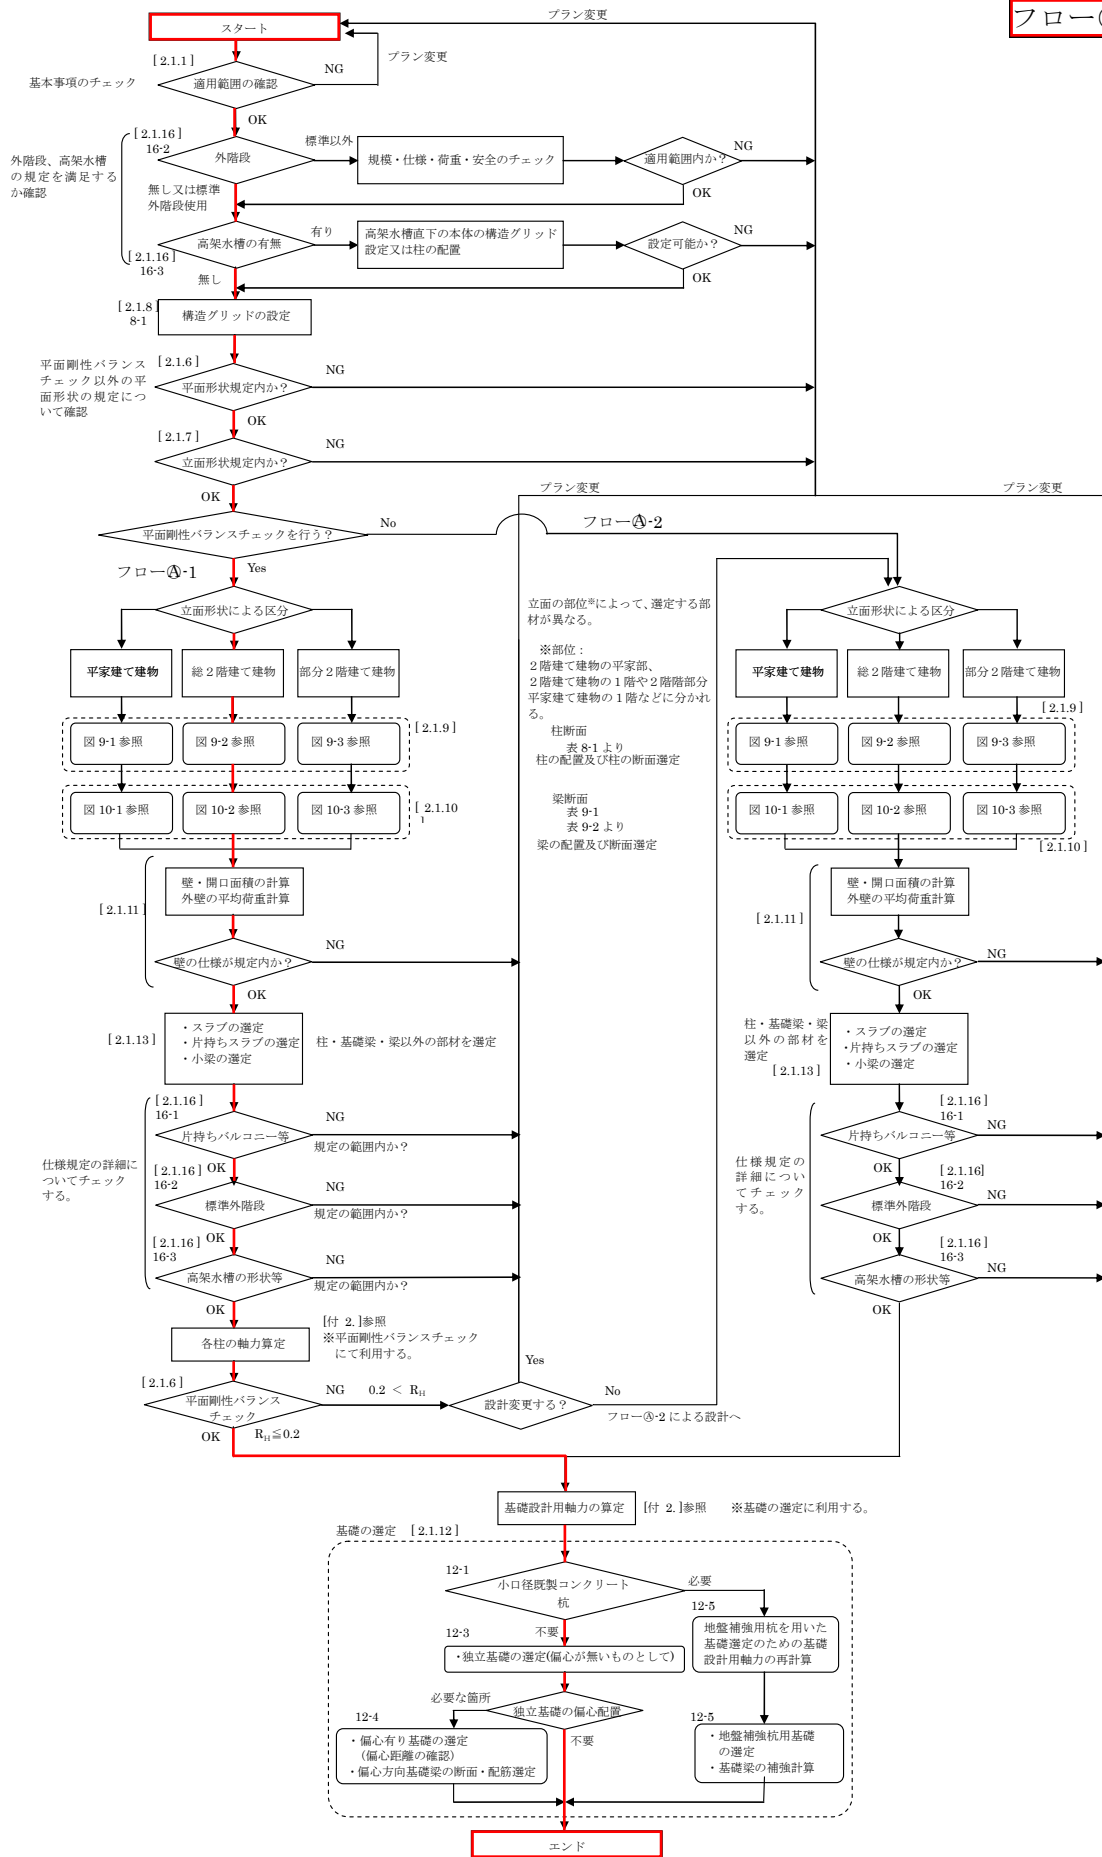 フロー
プラン変更
スタート
プラン変更
[ 2.1.1 ]
NG
基本事項のチェック
適用範囲の確認
OK
[ 2.1.16 ]
16-2
標準以外
外階段、高架水槽
の規定を満足する
か確認
外階段
規模・仕様・荷重・安全のチェック
適用範囲内か？
NG
無し又は標準
外階段使用
OK
高架水槽の有無
有り
高架水槽直下の本体の構造グリッド
設定又は柱の配置
設定可能か？
NG
[ 2.1.16 ]
16-3
無し
OK
[ 2.1.8 ]
8-1
構造グリッドの設定
平面剛性バランス
チェック以外の平
面形状の規定につ
いて確認
[ 2.1.6 ]
NG
平面形状規定内か？
OK
[ 2.1.7 ]
NG
立面形状規定内か？
OK
プラン変更
プラン変更
平面剛性バランスチェックを行う？
No
フローⒶ-2
フローⒶ-1
Yes
立面形状による区分
平家建て建物
総２階建て建物
部分２階建て建物
図 9-1 参照
図 9-2 参照
図 9-3 参照
[ 2.1.9 ]
図 10-1 参照
図 10-2 参照
図 10-3 参照
[ 2.1.10
]
立面の部位※によって、選定する部
材が異なる。
※部位：
２階建て建物の平家部、
２階建て建物の１階や２階階部分
平家建て建物の１階などに分かれ
る。
柱断面
表 8-1 より
柱の配置及び柱の断面選定
梁断面
表 9-1
表 9-2 より
梁の配置及び断面選定
立面形状による区分
平家建て建物
総２階建て建物
部分２階建て建物
[ 2.1.9 ]
図 9-1 参照
図 9-2 参照
図 9-3 参照
図 10-1 参照
図 10-2 参照
図 10-3 参照
[ 2.1.10 ]
[ 2.1.11 ]
壁・開口面積の計算
外壁の平均荷重計算
NG
壁の仕様が規定内か？
OK
[ 2.1.13 ]
・スラブの選定
・片持ちスラブの選定
・小梁の選定
柱・基礎梁・梁以外の部材を選定
[ 2.1.16 ]
16-1
NG
片持ちバルコニー等
規定の範囲内か？
仕様規定の詳細に
ついてチェック
する。
[ 2.1.16 ]
16-2
OK
NG
標準外階段
規定の範囲内か？
[ 2.1.16 ]
16-3
OK
NG
高架水槽の形状等
規定の範囲内か？
OK
各柱の軸力算定
[付 2. ]参照
※平面剛性バランスチェック
にて利用する。
[ 2.1.6 ]
平面剛性バランス
チェック
NG
0.2 ＜ RH
OK
RH≦0.2
Yes
設計変更する？
No
フローⒶ-2 による設計へ
[ 2.1.11 ]
壁・開口面積の計算
外壁の平均荷重計算
壁の仕様が規定内か？
NG
OK
柱・基礎梁・梁
以外の部材を
選定
[ 2.1.13 ]
・スラブの選定
・片持ちスラブの選定
・小梁の選定
[ 2.1.16 ]
16-1
片持ちバルコニー等
NG
仕様規定の
詳細につい
てチェック
する。
OK
[ 2.1.16]
16-2
標準外階段
NG
OK
[ 2.1.16 ]
16-3
高架水槽の形状等
NG
OK
基礎設計用軸力の算定
[付 2. ]参照
※基礎の選定に利用する。
基礎の選定
[ 2.1.12 ]
12-1
小口径既製コンクリート
杭
必要
不要
12-3
・独立基礎の選定(偏心が無いものとして)
12-5
地盤補強用杭を用いた
基礎選定のための基礎
設計用軸力の再計算
必要な箇所
独立基礎の偏心配置
12-4
不要
・偏心有り基礎の選定
(偏心距離の確認)
・偏心方向基礎梁の断面・配筋選定
12-5
・地盤補強杭用基礎
の選定
・基礎梁の補強計算
エンド